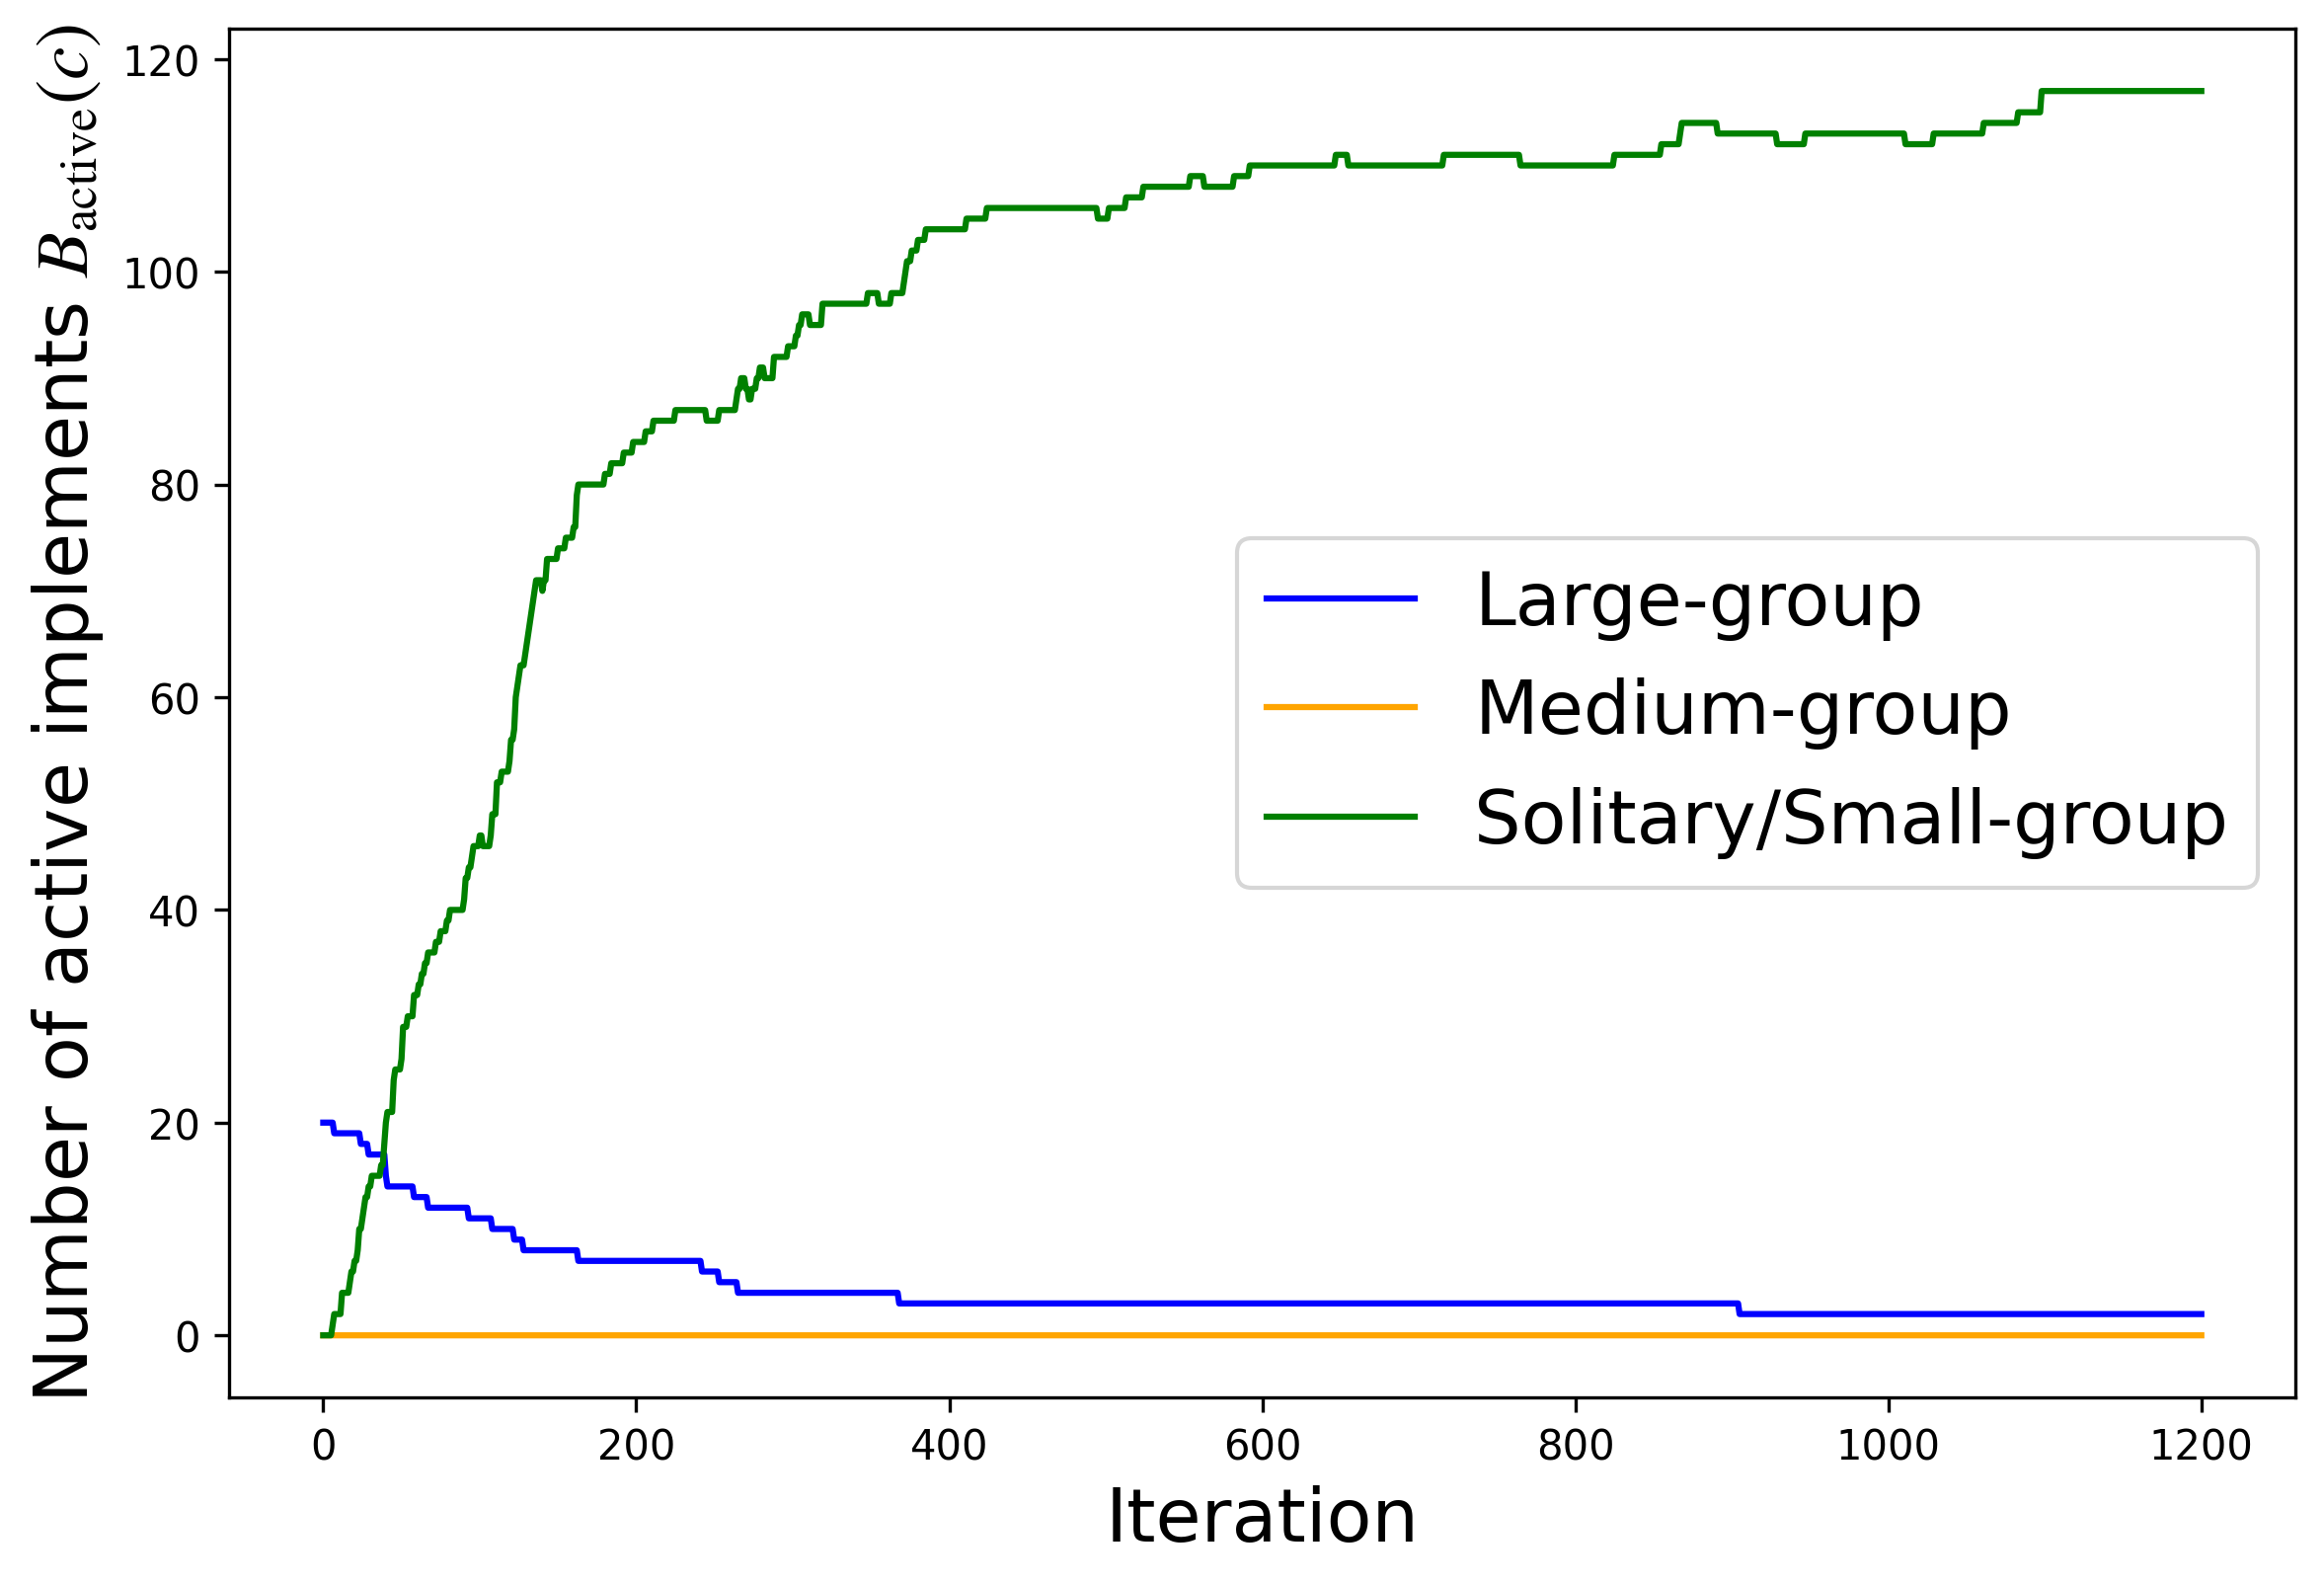 Number of active implements B_active(c)
120
100
80
60
40
20
0
Large-group
Medium-group
Solitary/Small-group
0 200 400 600 800 1000 1200
Iteration